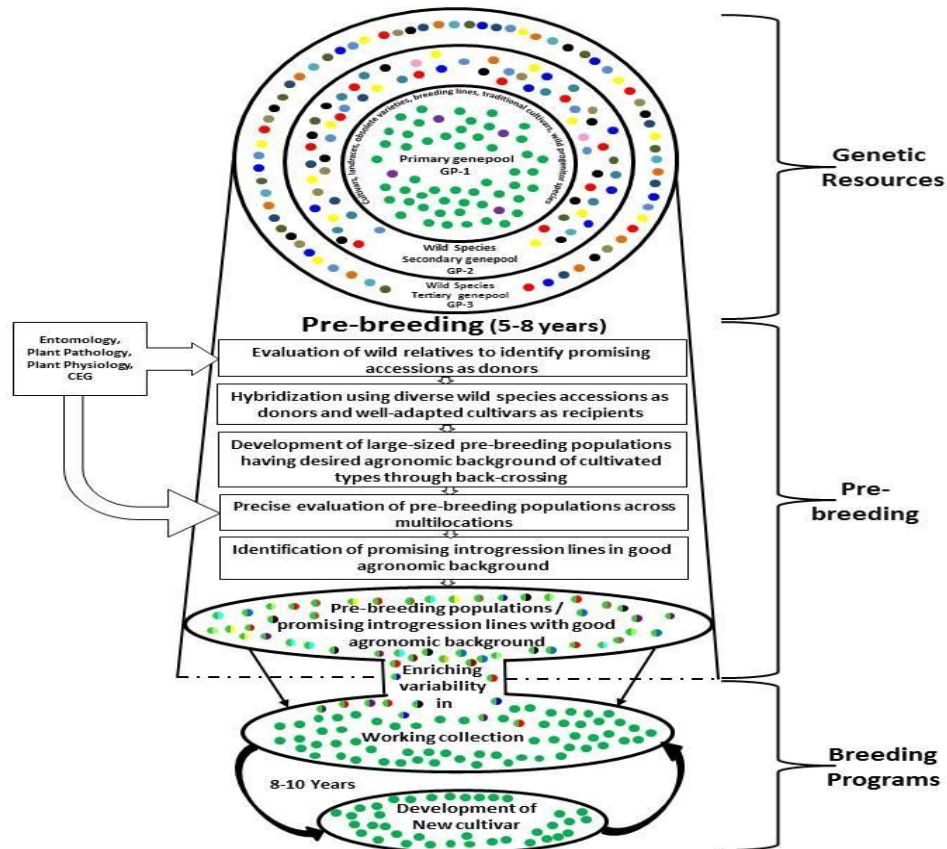 Cultivars, landraces, obsolete varieties, breeding lines, traditional cultivars, wild progenitor species
Primary genepool
GP-1
Wild Species
Secondary genepool
GP-2
Wild Species
Tertiary genepool
GP-3
Genetic
Resources
Pre-breeding (5-8 years)
Entomology,
Plant Pathology,
Plant Physiology,
CEG
Evaluation of wild relatives to identify promising
accessions as donors
Hybridization using diverse wild species accessions as
donors and well-adapted cultivars as recipients
Development of large-sized pre-breeding populations
having desired agronomic background of cultivated
types through back-crossing
Precise evaluation of pre-breeding populations across
multilocations
Identification of promising introgression lines in good
agronomic background
Pre-
breeding
Pre-breeding populations /
promising introgression lines with good
agronomic background
Enriching
variability
in
Working collection
8-10 Years
Development of
New cultivar
Breeding
Programs